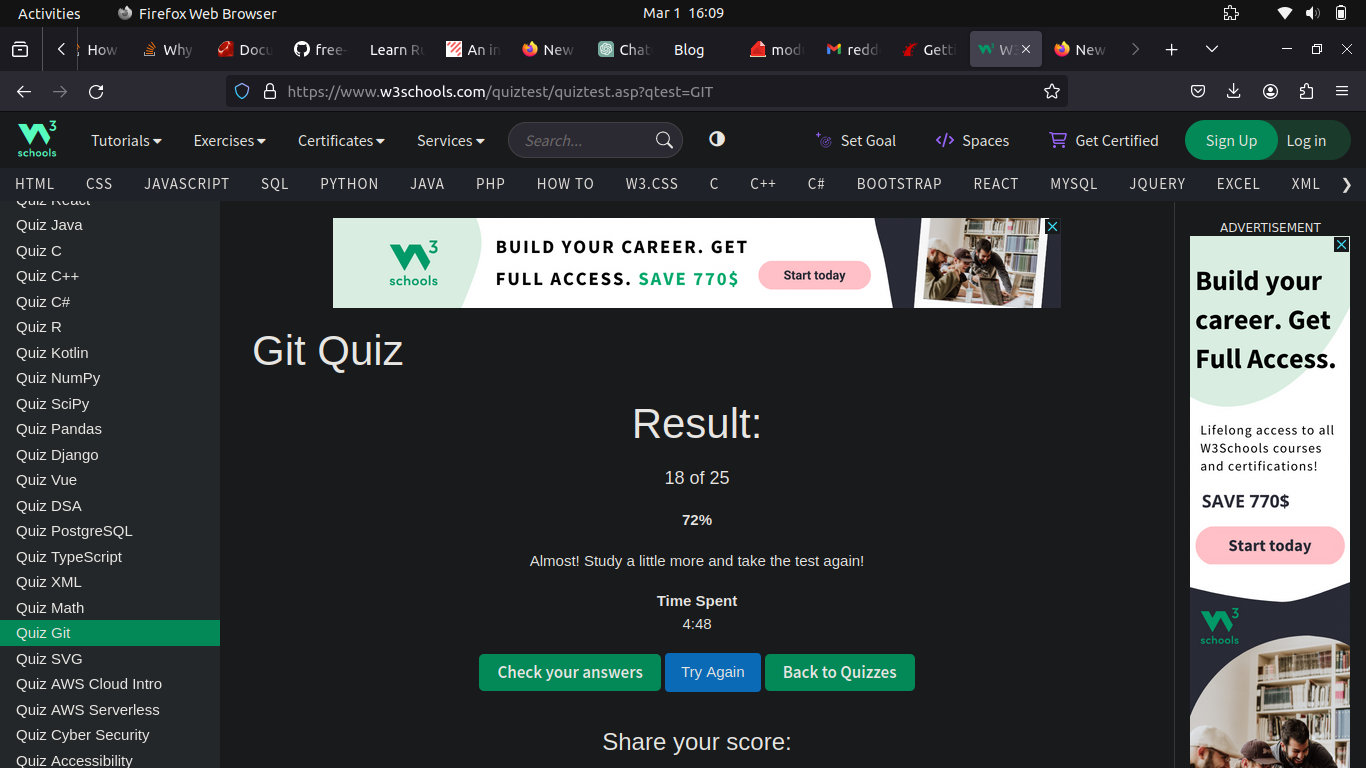 Activities Firefox Web Browser Mar 1 16:09
How Why Docu free- Learn Ru An in New Chat Blog mod redd Getti W3 New
https://www.w3schools.com/quiztest/quiztest.asp?qtest=GIT
W3 schools Tutorials Exercises Certificates Services Search... Set Goal Spaces Get Certified Sign Up Log in
HTML CSS JAVASCRIPT SQL PYTHON JAVA PHP HOW TO W3.CSS C C++ C# BOOTSTRAP REACT MYSQL JQUERY EXCEL XML
Quiz React
Quiz Java
Quiz C
Quiz C++
Quiz C#
Quiz R
Quiz Kotlin
Quiz NumPy
Quiz SciPy
Quiz Pandas
Quiz Django
Quiz Vue
Quiz DSA
Quiz PostgreSQL
Quiz TypeScript
Quiz XML
Quiz Math
Quiz Git
Quiz SVG
Quiz AWS Cloud Intro
Quiz AWS Serverless
Quiz Cyber Security
Quiz Accessibility
W3 schools
BUILD YOUR CAREER. GET
FULL ACCESS. SAVE 770$
Start today
Git Quiz
Result:
18 of 25
72%
Almost! Study a little more and take the test again!
Time Spent
4:48
Check your answers Try Again Back to Quizzes
Share your score:
ADVERTISEMENT
Build your
career. Get
Full Access.
Lifelong access to all
W3Schools courses
and certifications!
SAVE 770$
Start today
W3 schools